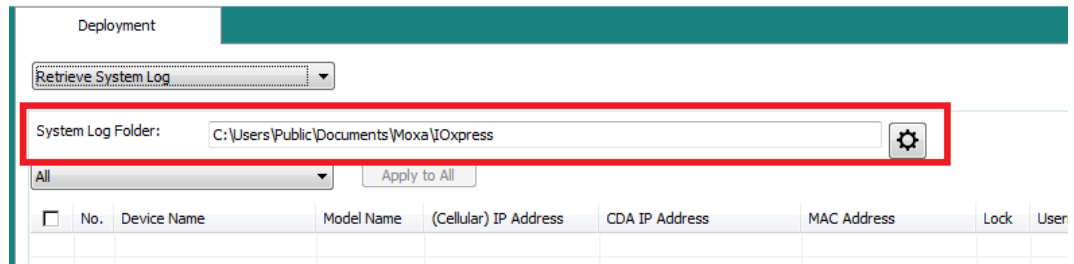 Deployment
Retrieve System Log
System Log Folder: C:\Users\Public\Documents\Moxa\IOxpress
All Apply to All
No. Device Name Model Name (Cellular) IP Address CDA IP Address MAC Address Lock